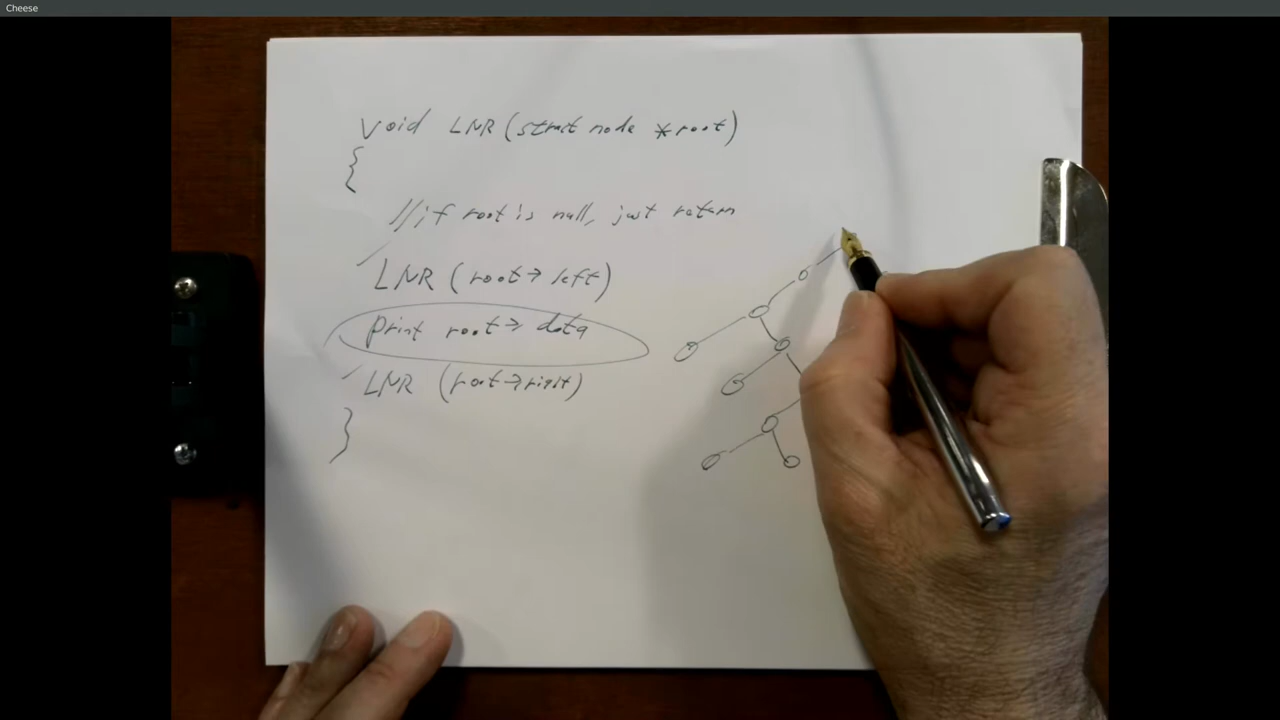 Cheese
void LNR (struct node *root)
{
//if root is null, just return
LNR (root→left)
print root→data
LNR (root→right)
}